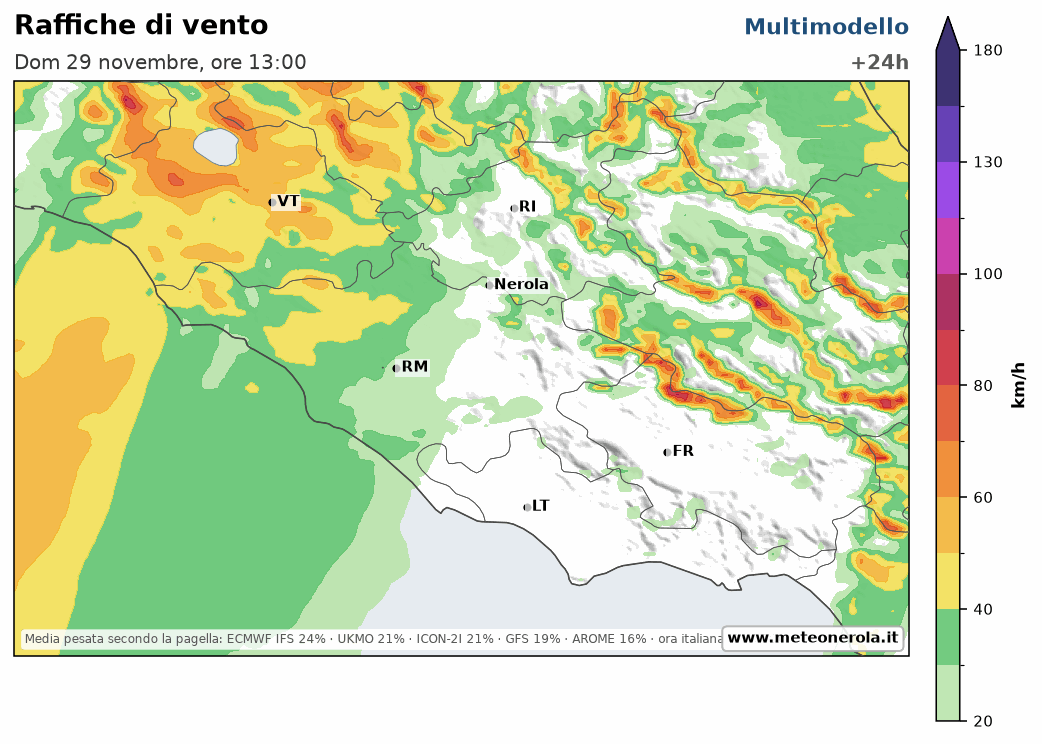 Raffiche di vento
Multimodello
Dom 29 novembre, ore 13:00
+24h
180
130
100
80
60
40
20
km/h
VT
RI
Nerola
RM
FR
LT
Media pesata secondo la pagella: ECMWF IFS 24% · UKMO 21% · ICON-2I 21% · GFS 19% · AROME 16% · ora italiana
www.meteonerola.it